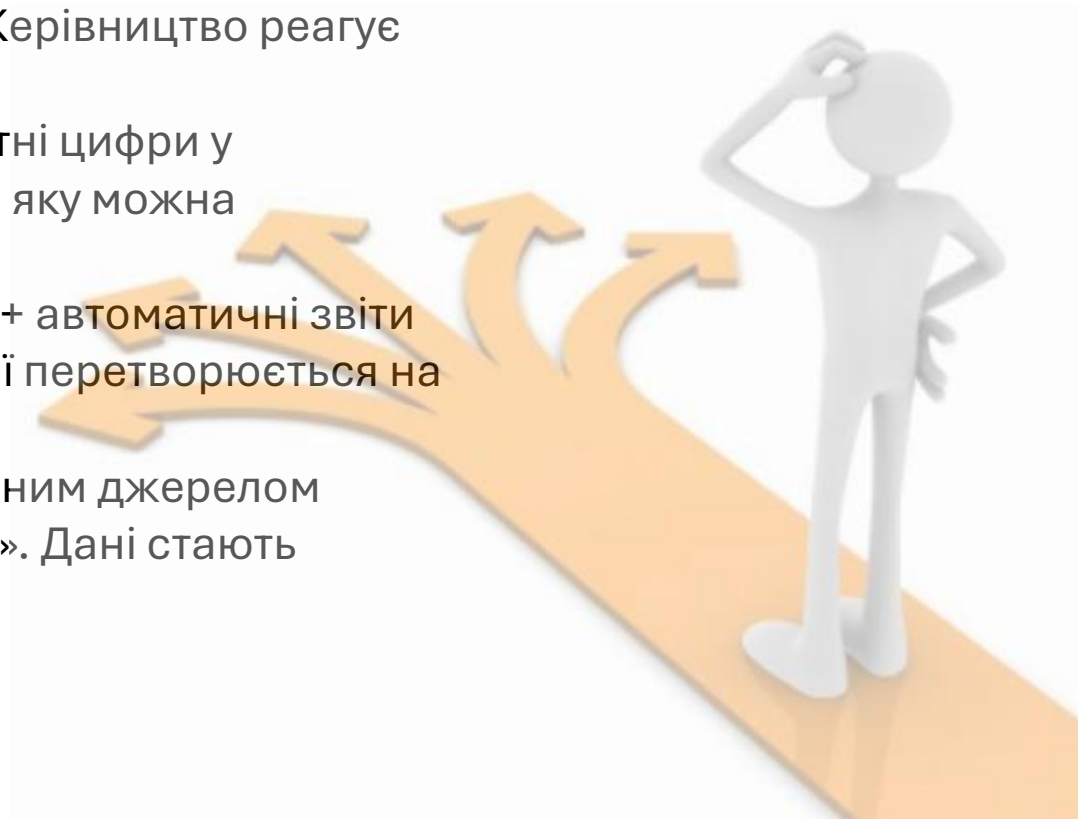 Керівництво реагує
тні цифри у
яку можна
+ автоматичні звіти
ї перетворюється на
ним джерелом
». Дані стають